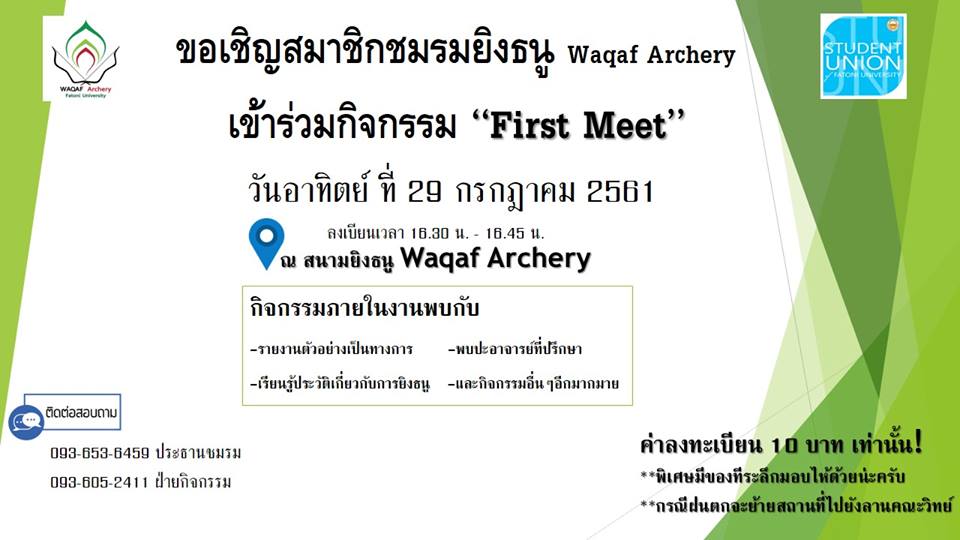 WAQAF Archery
Fatoni University
STUDENT
UNION
OF FATONI UNIVERSITY
ขอเชิญสมาชิกชมรมยิงธนู Waqaf Archery
เข้าร่วมกิจกรรม “First Meet”
วันอาทิตย์ ที่ 29 กรกฎาคม 2561
ลงเบียนเวลา 16.30 น. - 16.45 น.
ณ สนามยิงธนู Waqaf Archery
กิจกรรมภายในงานพบกับ
-รายงานตัวอย่างเป็นทางการ -พบปะอาจารย์ที่ปรึกษา
-เรียนรู้ประวัติเกี่ยวกับการยิงธนู -และกิจกรรมอื่นๆอีกมากมาย
ติดต่อสอบถาม
093-653-6459 ประธานชมรม
093-605-2411 ฝ่ายกิจกรรม
ค่าลงทะเบียน 10 บาท เท่านั้น!
**พิเศษมีของทีระลึกมอบไห้ด้วยน่ะครับ
**กรณีฝนตกจะย้ายสถานที่ไปยังลานคณะวิทย์